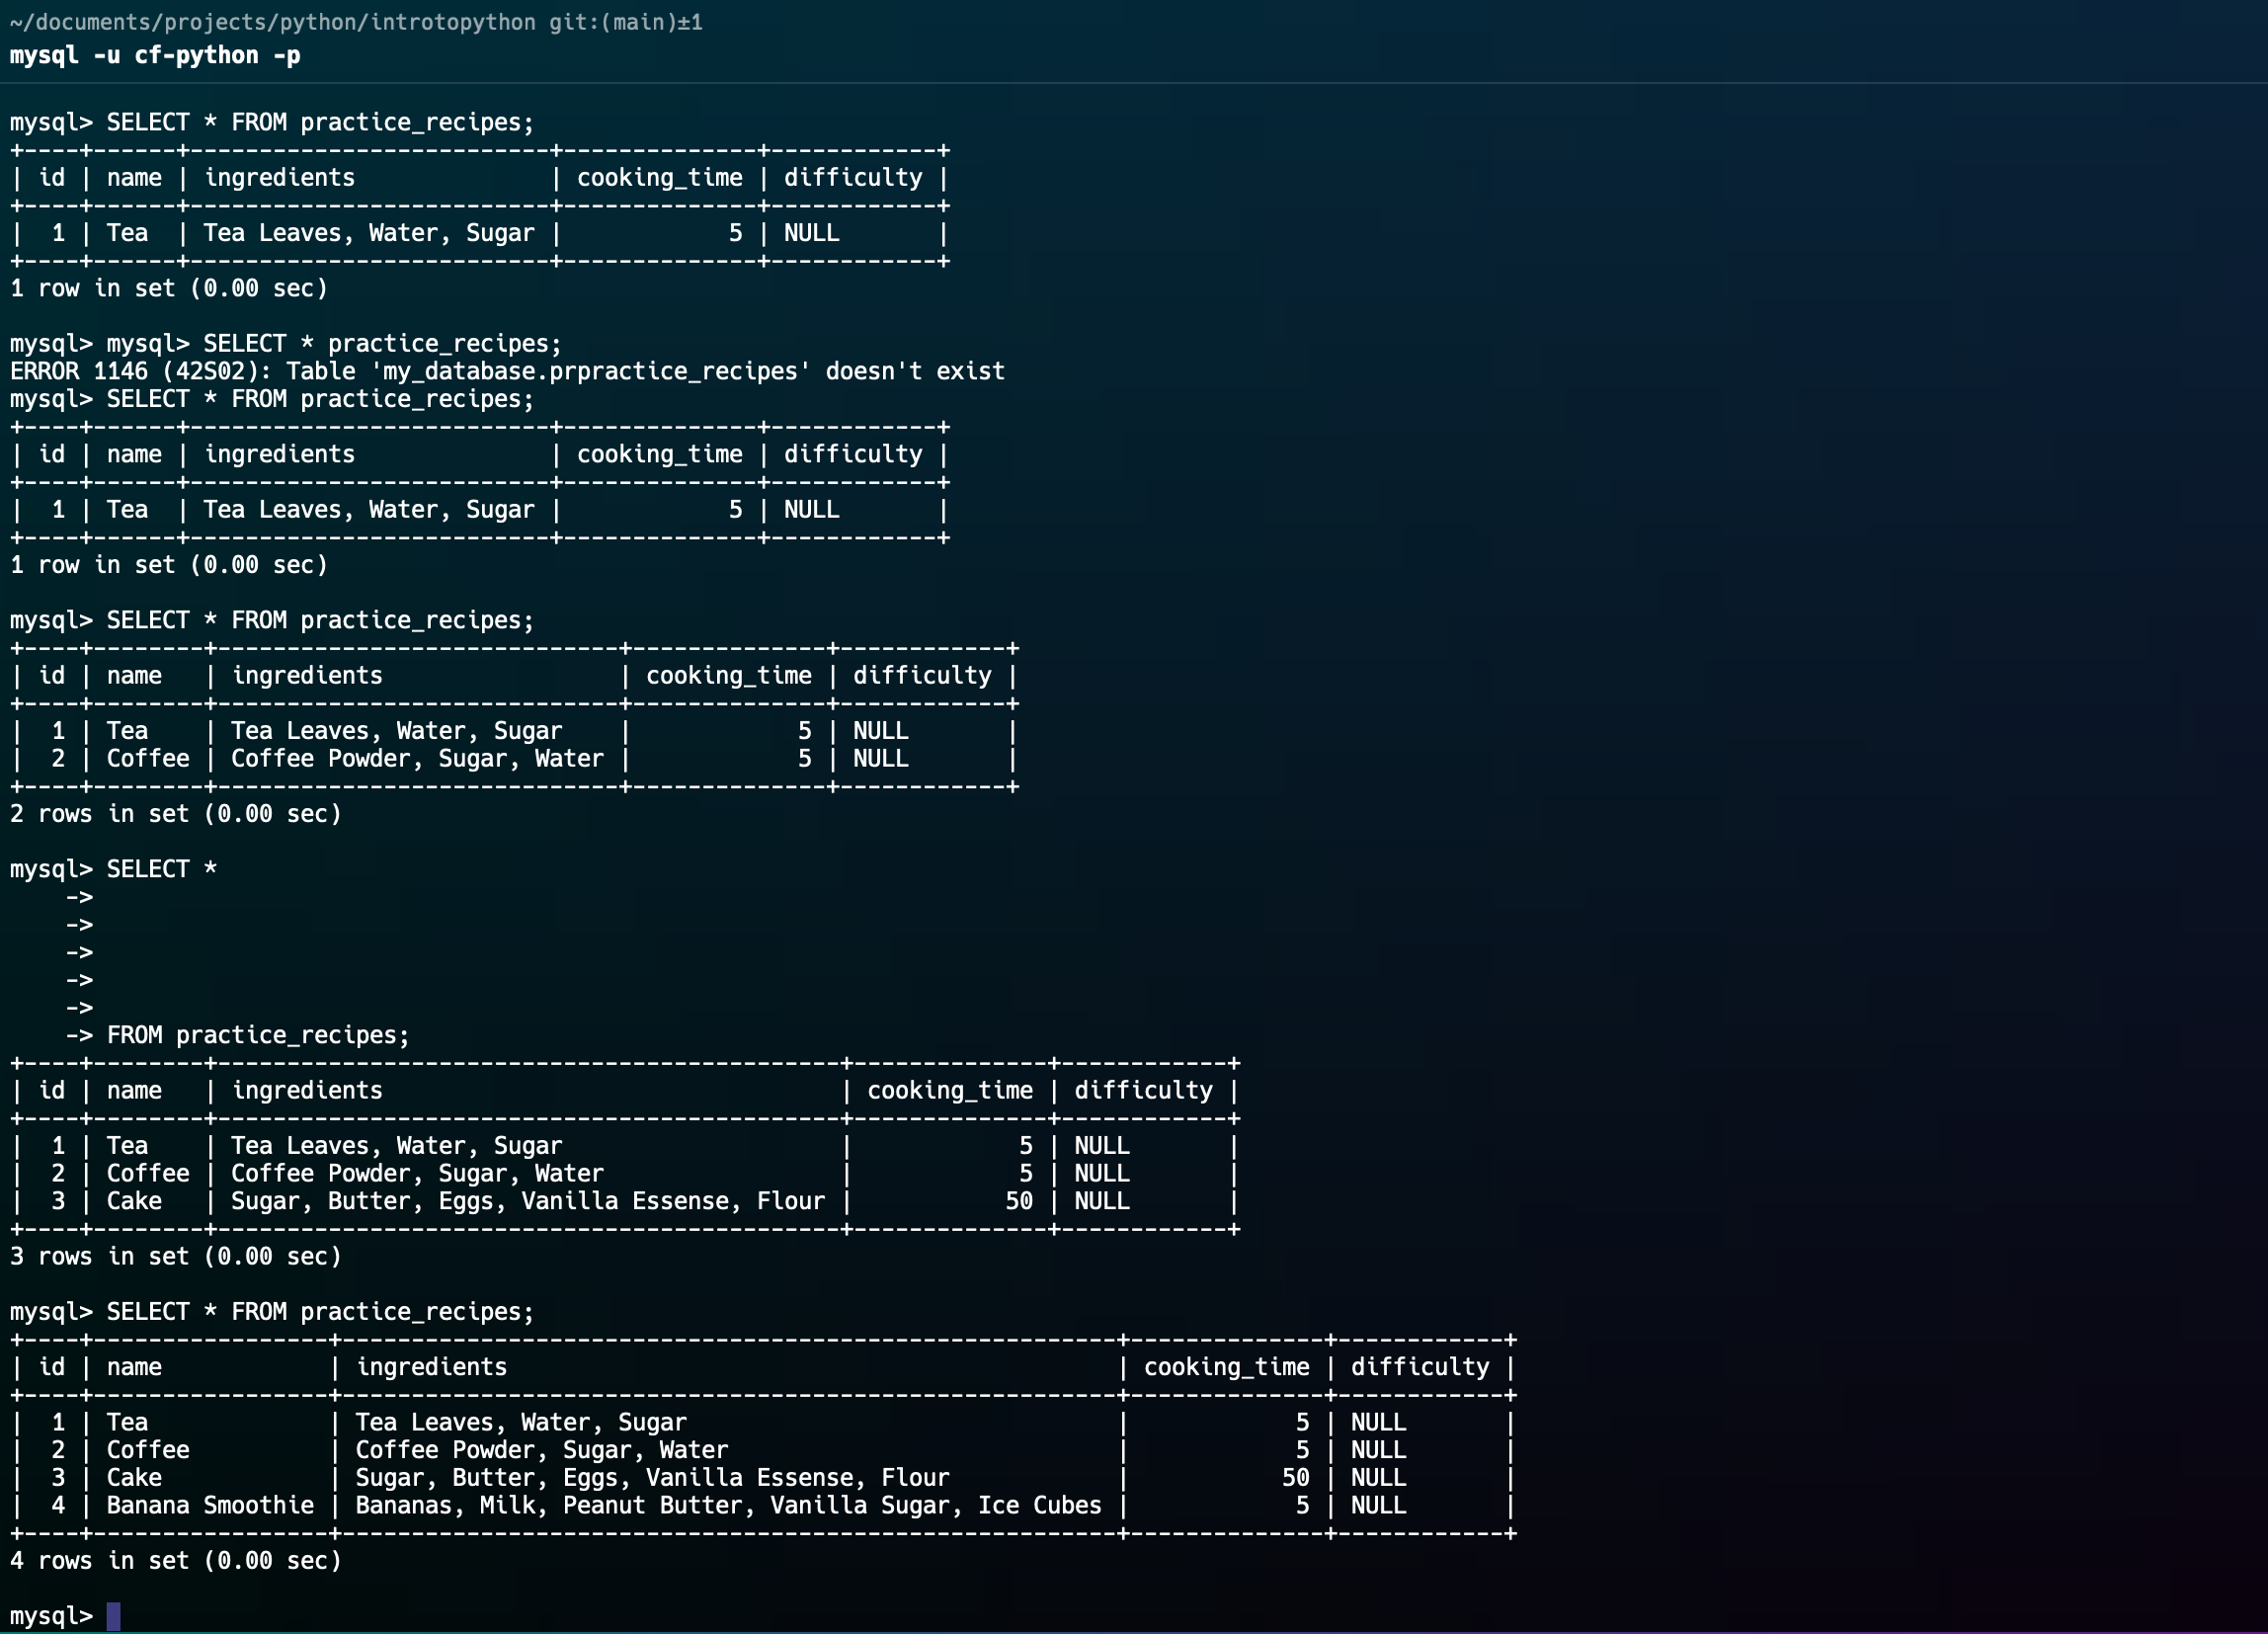 ~/documents/projects/python/introtopython git:(main)±1
mysql -u cf-python -p
mysql> SELECT * FROM practice_recipes;
+----+------+--------------------------+--------------+------------+
| id | name | ingredients              | cooking_time | difficulty |
+----+------+--------------------------+--------------+------------+
|  1 | Tea  | Tea Leaves, Water, Sugar |            5 | NULL       |
+----+------+--------------------------+--------------+------------+
1 row in set (0.00 sec)
mysql> mysql> SELECT * practice_recipes;
ERROR 1146 (42S02): Table 'my_database.prpractice_recipes' doesn't exist
mysql> SELECT * FROM practice_recipes;
+----+------+--------------------------+--------------+------------+
| id | name | ingredients              | cooking_time | difficulty |
+----+------+--------------------------+--------------+------------+
|  1 | Tea  | Tea Leaves, Water, Sugar |            5 | NULL       |
+----+------+--------------------------+--------------+------------+
1 row in set (0.00 sec)
mysql> SELECT * FROM practice_recipes;
+----+--------+-----------------------------+--------------+------------+
| id | name   | ingredients                 | cooking_time | difficulty |
+----+--------+-----------------------------+--------------+------------+
|  1 | Tea    | Tea Leaves, Water, Sugar    |            5 | NULL       |
|  2 | Coffee | Coffee Powder, Sugar, Water |            5 | NULL       |
+----+--------+-----------------------------+--------------+------------+
2 rows in set (0.00 sec)
mysql> SELECT *
    ->
    ->
    ->
    ->
    ->
    -> FROM practice_recipes;
+----+--------+---------------------------------------------+--------------+------------+
| id | name   | ingredients                                 | cooking_time | difficulty |
+----+--------+---------------------------------------------+--------------+------------+
|  1 | Tea    | Tea Leaves, Water, Sugar                    |            5 | NULL       |
|  2 | Coffee | Coffee Powder, Sugar, Water                 |            5 | NULL       |
|  3 | Cake   | Sugar, Butter, Eggs, Vanilla Essense, Flour |           50 | NULL       |
+----+--------+---------------------------------------------+--------------+------------+
3 rows in set (0.00 sec)
mysql> SELECT * FROM practice_recipes;
+----+-----------------+--------------------------------------------------------+--------------+------------+
| id | name            | ingredients                                            | cooking_time | difficulty |
+----+-----------------+--------------------------------------------------------+--------------+------------+
|  1 | Tea             | Tea Leaves, Water, Sugar                               |            5 | NULL       |
|  2 | Coffee          | Coffee Powder, Sugar, Water                            |            5 | NULL       |
|  3 | Cake            | Sugar, Butter, Eggs, Vanilla Essense, Flour            |           50 | NULL       |
|  4 | Banana Smoothie | Bananas, Milk, Peanut Butter, Vanilla Sugar, Ice Cubes |            5 | NULL       |
+----+-----------------+--------------------------------------------------------+--------------+------------+
4 rows in set (0.00 sec)
mysql>